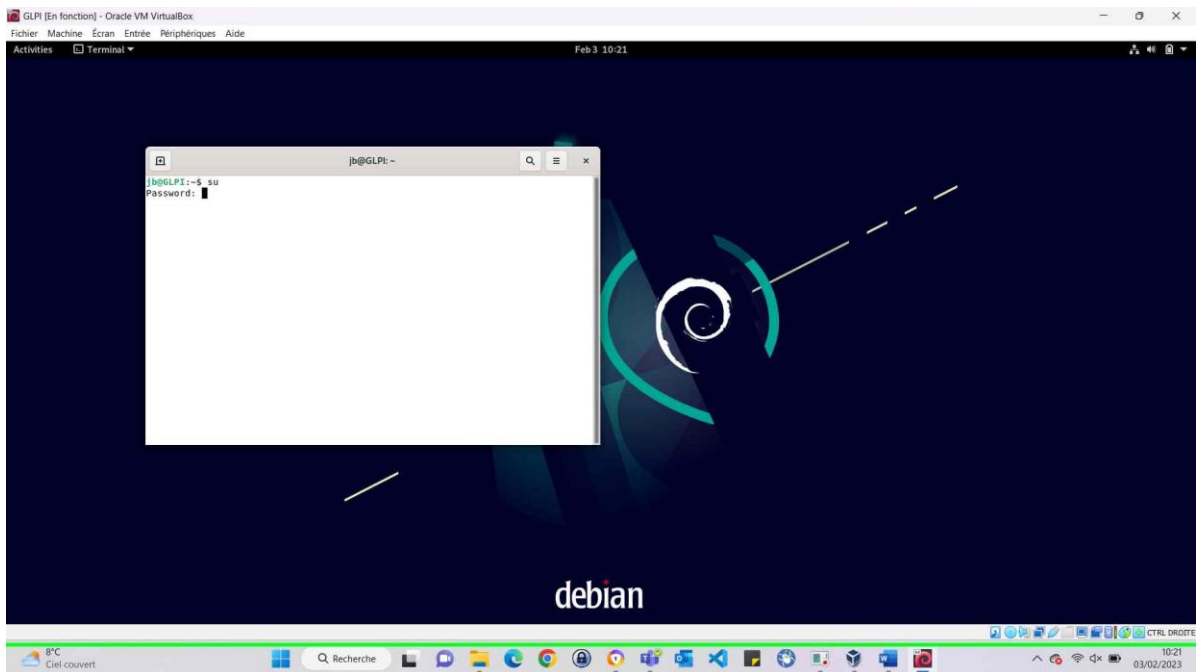 GLPI [En fonction] - Oracle VM VirtualBox
Fichier Machine Écran Entrée Périphériques Aide
Activities Terminal Feb 3 10:21
jb@GLPI: ~
jb@GLPI:~$ su
Password:
debian
CTRL DROITE
8°C
Ciel couvert
Recherche
10:21
03/02/2023